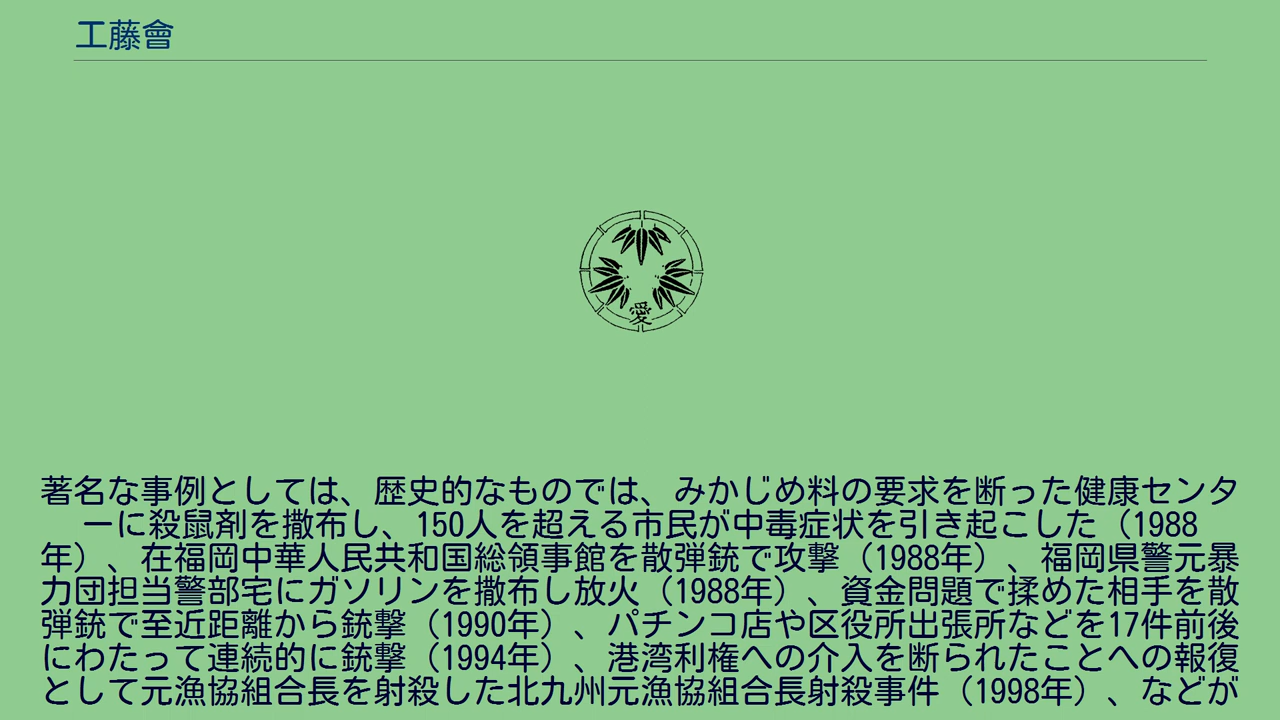 工藤會
愛
著名な事例としては、歴史的なものでは、みかじめ料の要求を断った健康センタ
ーに殺鼠剤を撒布し、150人を超える市民が中毒症状を引き起こした（1988
年）、在福岡中華人民共和国総領事館を散弾銃で攻撃（1988年）、福岡県警元暴
力団担当警部宅にガソリンを撒布し放火（1988年）、資金問題で揉めた相手を散
弾銃で至近距離から銃撃（1990年）、パチンコ店や区役所出張所などを17件前後
にわたって連続的に銃撃（1994年）、港湾利権への介入を断られたことへの報復
として元漁協組合長を射殺した北九州元漁協組合長射殺事件（1998年）、などが